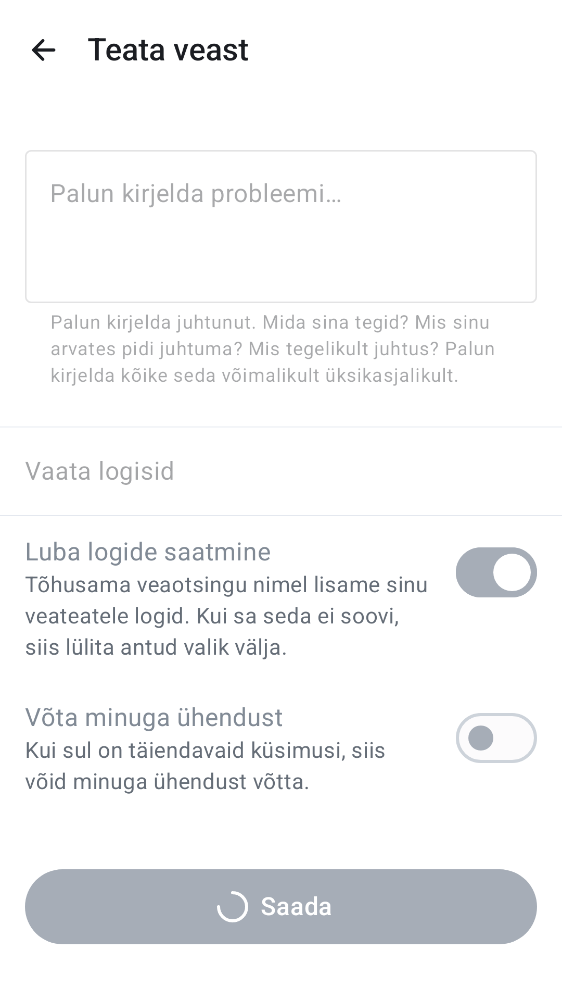 Teata veast
Palun kirjelda probleemi…
Palun kirjelda juhtunut. Mida sina tegid? Mis sinu
arvates pidi juhtuma? Mis tegelikult juhtus? Palun
kirjelda kõike seda võimalikult üksikasjalikult.
Vaata logisid
Luba logide saatmine
Tõhusama veaotsingu nimel lisame sinu
veateatele logid. Kui sa seda ei soovi,
siis lülita antud valik välja.
Võta minuga ühendust
Kui sul on täiendavaid küsimusi, siis
võid minuga ühendust võtta.
Saada